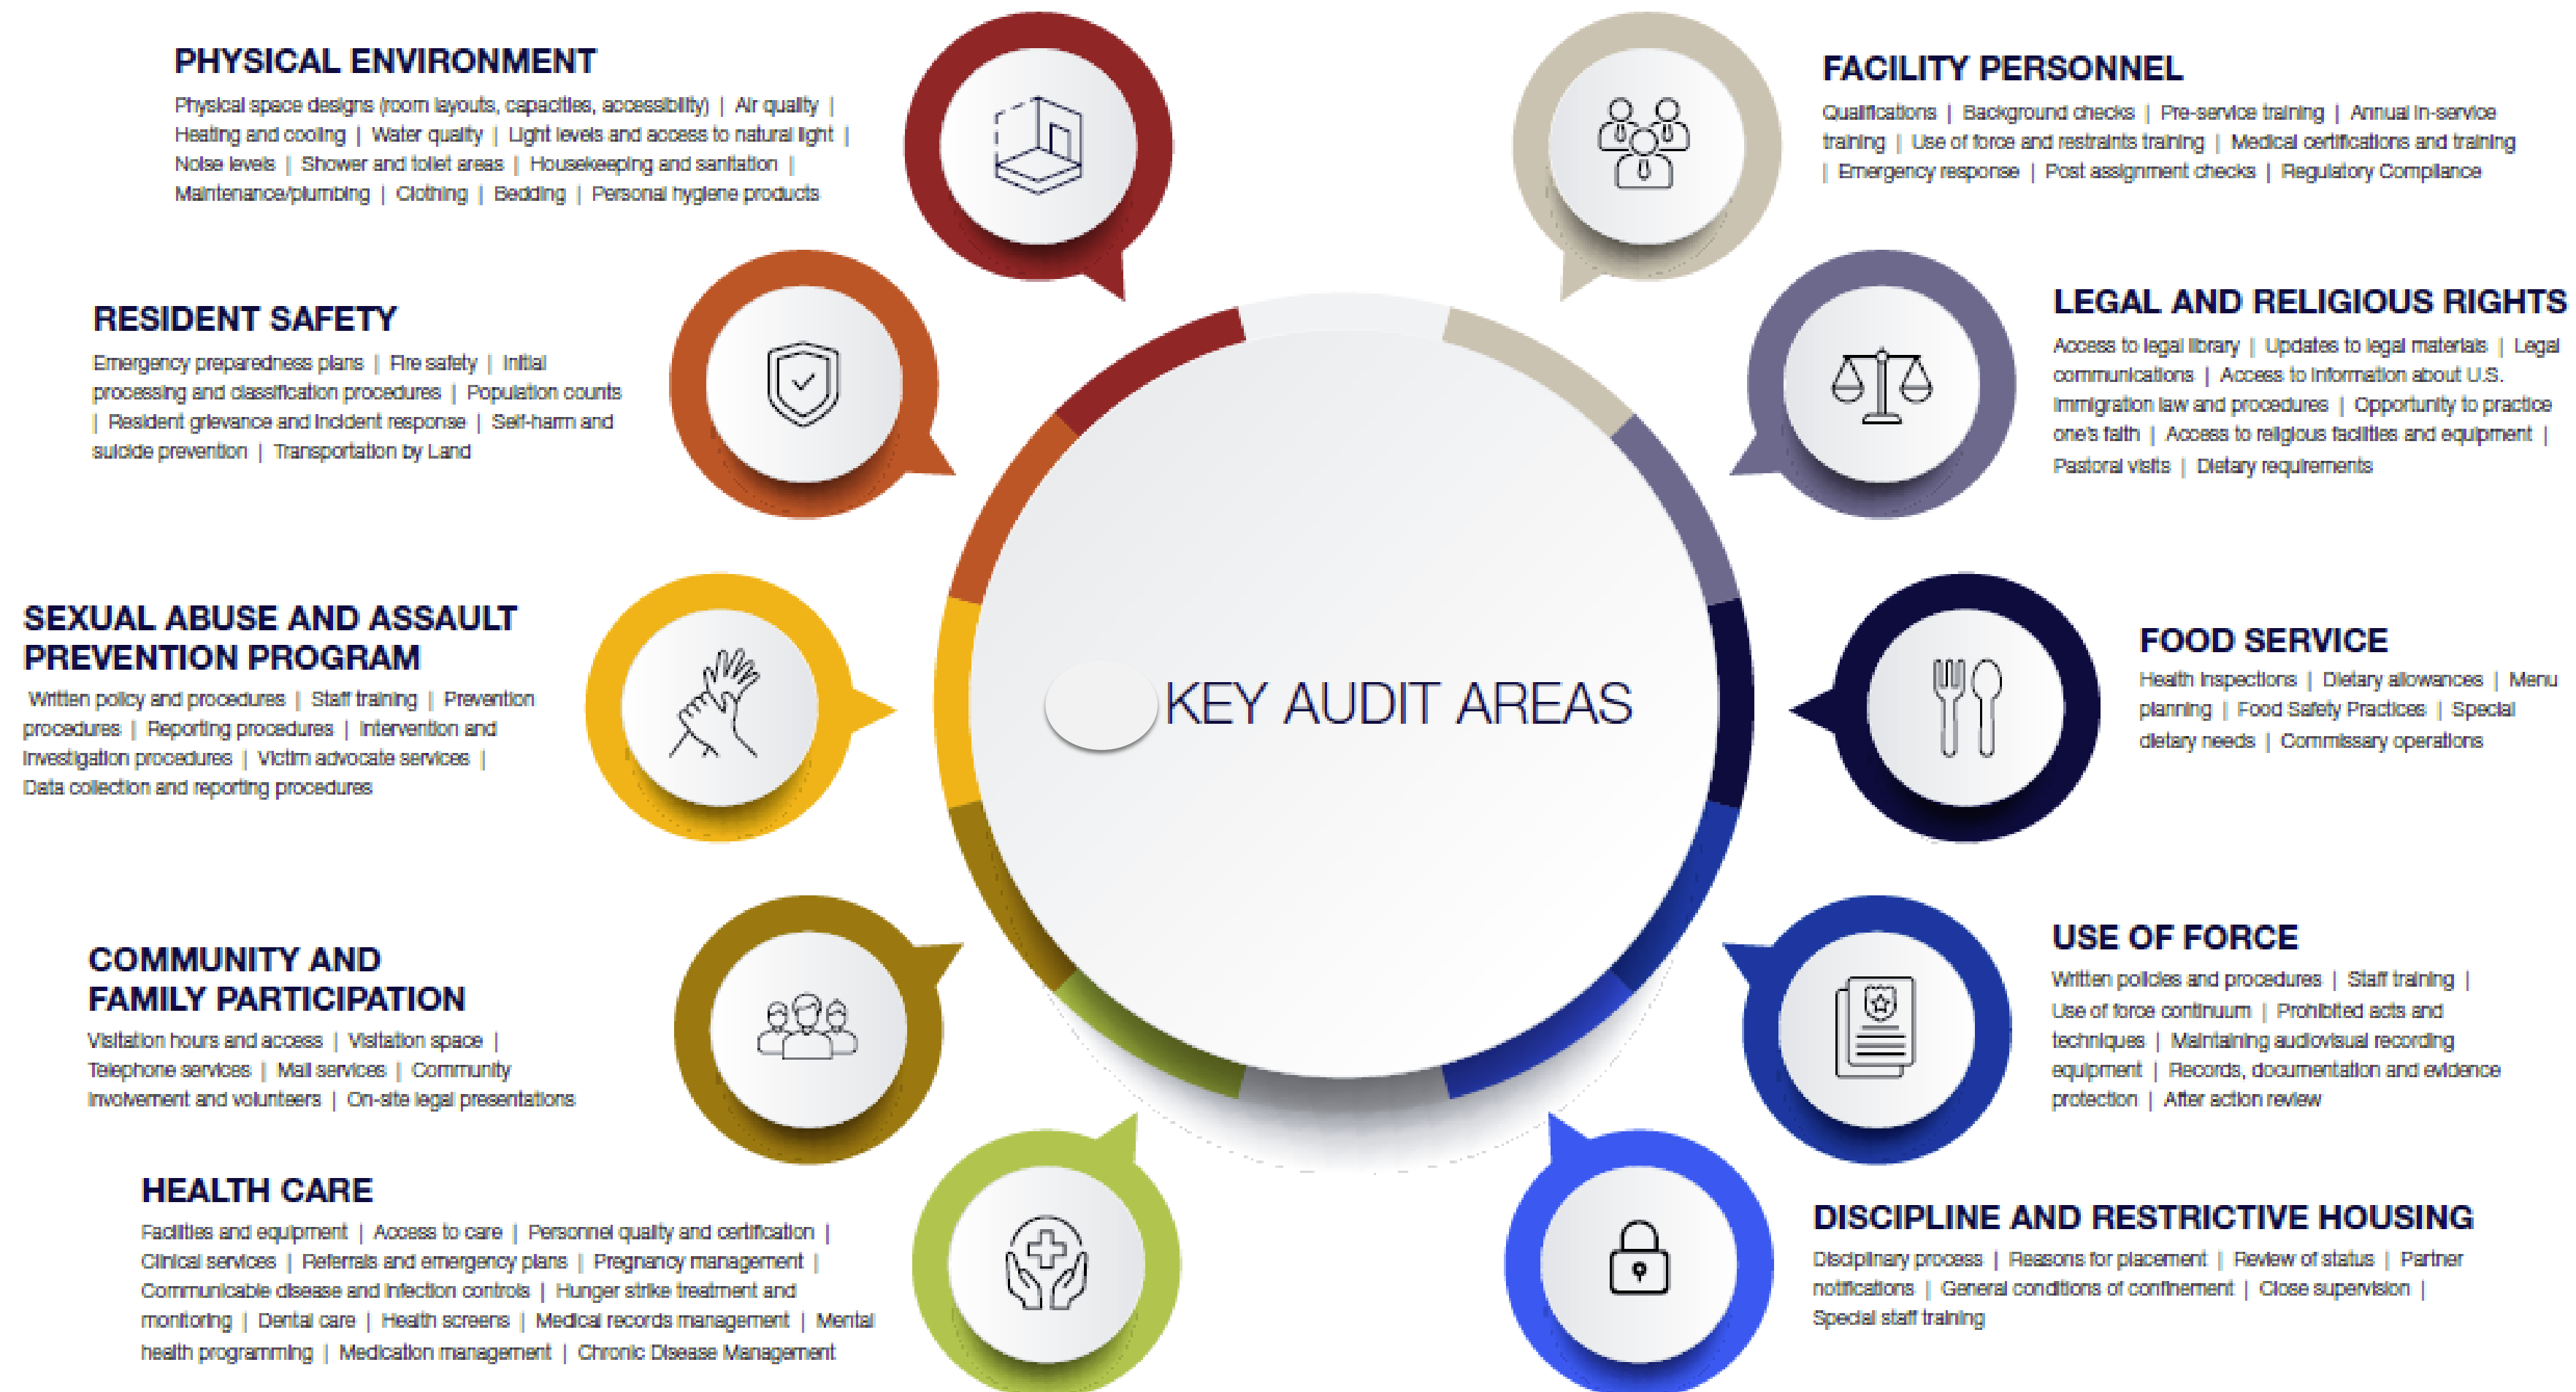 PHYSICAL ENVIRONMENT
Physical space designs (room layouts, capacities, accessibility) | Air quality |
Heating and cooling | Water quality | Light levels and access to natural light |
Noise levels | Shower and toilet areas | Housekeeping and sanitation |
Maintenance/plumbing | Clothing | Bedding | Personal hygiene products
RESIDENT SAFETY
Emergency preparedness plans | Fire safety | Initial
processing and classification procedures | Population counts
| Resident grievance and incident response | Self-harm and
suicide prevention | Transportation by Land
SEXUAL ABUSE AND ASSAULT
PREVENTION PROGRAM
Written policy and procedures | Staff training | Prevention
procedures | Reporting procedures | Intervention and
Investigation procedures | Victim advocate services |
Data collection and reporting procedures
COMMUNITY AND
FAMILY PARTICIPATION
Visitation hours and access | Visitation space |
Telephone services | Mail services | Community
Involvement and volunteers | On-site legal presentations
HEALTH CARE
Facilities and equipment | Access to care | Personnel quality and certification |
Clinical services | Referrals and emergency plans | Pregnancy management |
Communicable disease and infection controls | Hunger strike treatment and
monitoring | Dental care | Health screens | Medical records management | Mental
health programming | Medication management | Chronic Disease Management
KEY AUDIT AREAS
FACILITY PERSONNEL
Qualifications | Background checks | Pre-service training | Annual in-service
training | Use of force and restraints training | Medical certifications and training
| Emergency response | Post assignment checks | Regulatory Compliance
LEGAL AND RELIGIOUS RIGHTS
Access to legal library | Updates to legal materials | Legal
communications | Access to information about U.S.
immigration law and procedures | Opportunity to practice
one's faith | Access to religious facilities and equipment |
Pastoral visits | Dietary requirements
FOOD SERVICE
Health Inspections | Dietary allowances | Menu
planning | Food Safety Practices | Special
dietary needs | Commissary operations
USE OF FORCE
Written policies and procedures | Staff training |
Use of force continuum | Prohibited acts and
techniques | Maintaining audiovisual recording
equipment | Records, documentation and evidence
protection | After action review
DISCIPLINE AND RESTRICTIVE HOUSING
Disciplinary process | Reasons for placement | Review of status | Partner
notifications | General conditions of confinement | Close supervision |
Special staff training